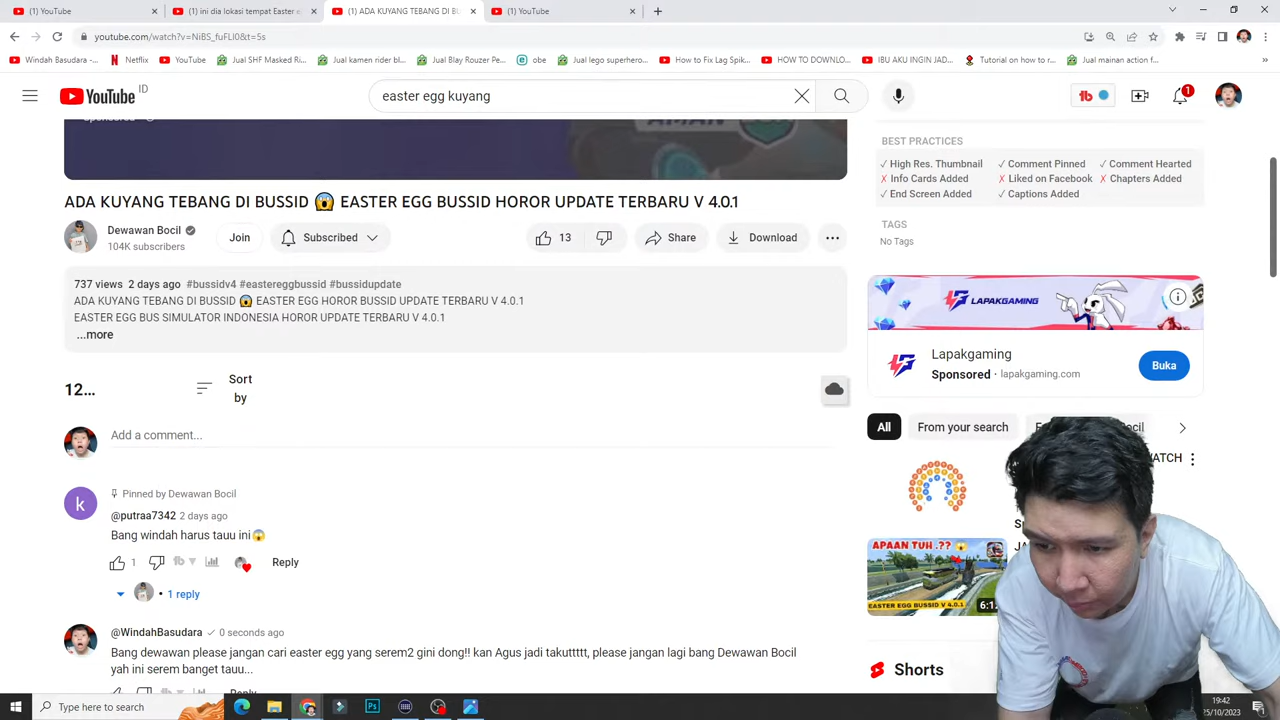 (1) YouTube
(1) ini dia lokasi tempat Easter e
(1) ADA KUYANG TEBANG DI B
(1) YouTube
youtube.com/watch?v=NiBS_fuFLI0&t=5s
Windah Basudara -...
Netflix
YouTube
Jual SHF Masked Ri...
Jual kamen rider bl...
Jual Blay Rouzer Pe...
obe
Jual lego superhero...
How to Fix Lag Spik...
HOW TO DOWNLO...
IBU AKU INGIN JAD...
Tutorial on how to r...
Jual mainan action f...
YouTube ID
easter egg kuyang
1
BEST PRACTICES
✓ High Res. Thumbnail
✓ Comment Pinned
✓ Comment Hearted
✗ Info Cards Added
✗ Liked on Facebook
✗ Chapters Added
✓ End Screen Added
✓ Captions Added
TAGS
No Tags
Sponsored
AMAN
ADA KUYANG TEBANG DI BUSSID 😱 EASTER EGG BUSSID HOROR UPDATE TERBARU V 4.0.1
Dewawan Bocil
104K subscribers
Join
Subscribed
13
Share
Download
737 views 2 days ago #bussidv4 #eastereggbussid #bussidupdate
ADA KUYANG TEBANG DI BUSSID 😱 EASTER EGG HOROR BUSSID UPDATE TERBARU V 4.0.1
EASTER EGG BUS SIMULATOR INDONESIA HOROR UPDATE TERBARU V 4.0.1
...more
12...
Sort
by
Add a comment...
k
Pinned by Dewawan Bocil
@putraa7342 2 days ago
Bang windah harus tauu ini😱
1
Reply
• 1 reply
@WindahBasudara ✓ 0 seconds ago
Bang dewawan please jangan cari easter egg yang serem2 gini dong!! kan Agus jadi takuttttt, please jangan lagi bang Dewawan Bocil
yah ini serem banget tauu...
Reply
LAPAKGAMING
Lapakgaming
Sponsored · lapakgaming.com
Buka
All
From your search
APAAN TUH .??
EASTER EGG BUSSID V 4.0.1
Shorts
Type here to search
Ps
19:42
25/10/2023
1